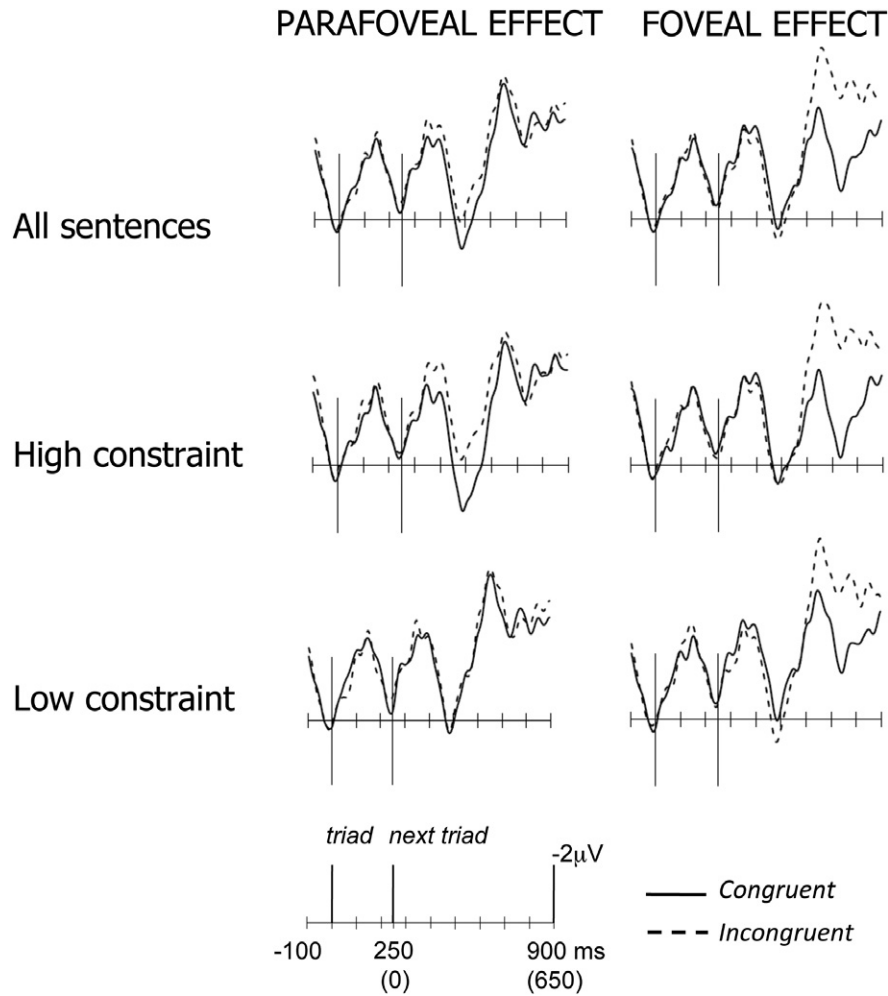 PARAFOVEAL EFFECT FOVEAL EFFECT
All sentences
High constraint
Low constraint
triad next triad
-2μV
-100 250 900 ms
(0) (650)
Congruent
Incongruent